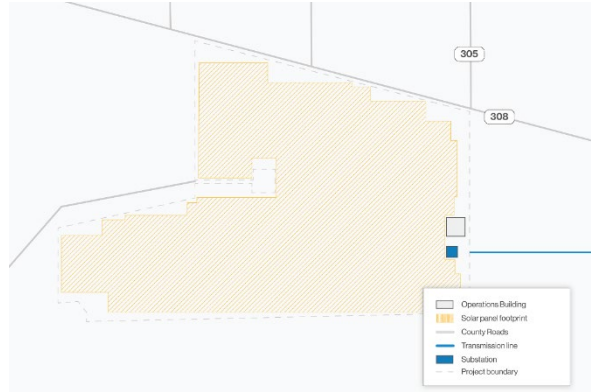 305
308
Operations Building
Solar panel footprint
County Roads
Transmission line
Substation
Project boundary